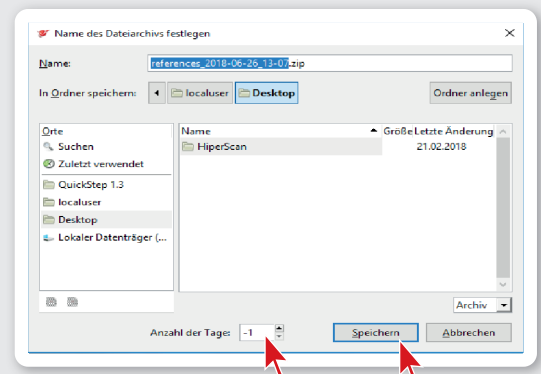 Name des Dateiarchivs festlegen
Name: references_2018-06-26_13-07.zip
In Ordner speichern: localuser Desktop Ordner anlegen
Orte Name Größe Letzte Änderung
Suchen HiperScan 21.02.2018
Zuletzt verwendet
QuickStep 1.3
localuser
Desktop
Lokaler Datenträger (...
Archiv
Anzahl der Tage: -1 Speichern Abbrechen